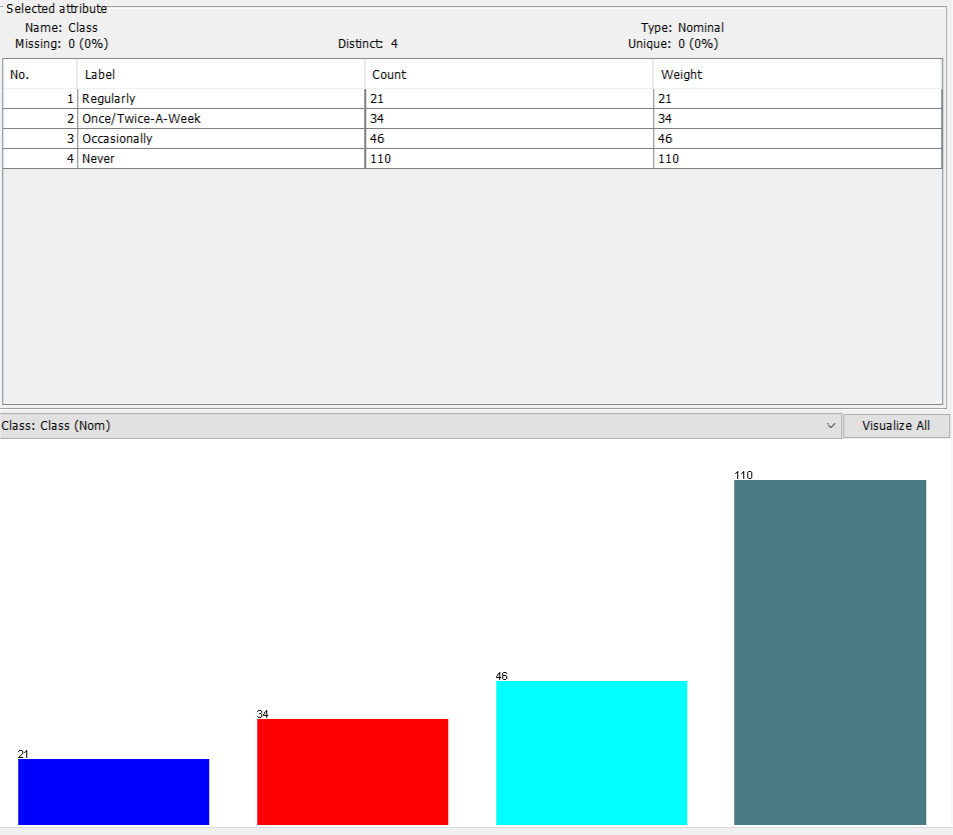 Selected attribute
Name: Class Type: Nominal
Missing: 0 (0%) Distinct: 4 Unique: 0 (0%)
No. Label Count Weight
1 Regularly 21 21
2 Once/Twice-A-Week 34 34
3 Occasionally 46 46
4 Never 110 110
Class: Class (Nom) Visualize All
110
46
34
21